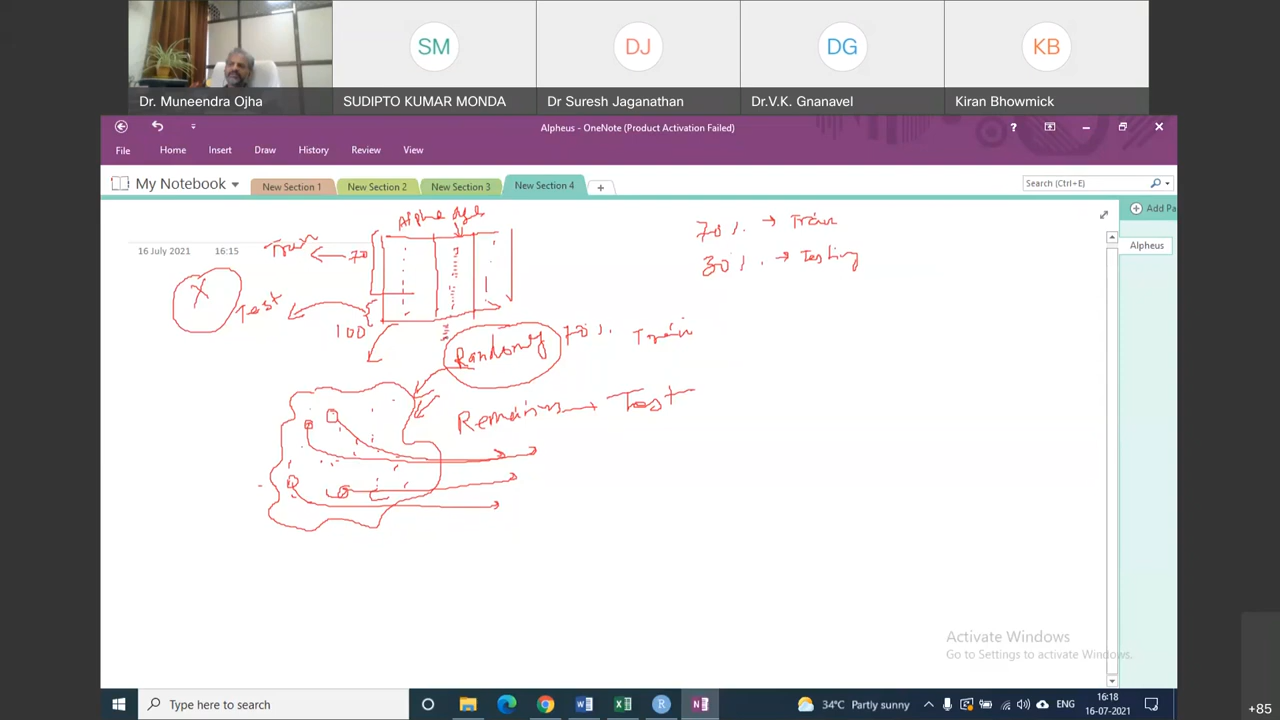 SM
DJ
DG
KB
Dr. Muneendra Ojha
SUDIPTO KUMAR MONDA
Dr Suresh Jaganathan
Dr.V.K. Gnanavel
Kiran Bhowmick
Alpheus - OneNote (Product Activation Failed)
?
File
Home
Insert
Draw
History
Review
View
My Notebook
New Section 1
New Section 2
New Section 3
New Section 4
+
Search (Ctrl+E)
Add Pa
Alpheus
16 July 2021
16:15
70 %. → Train
30 %. → Testing
Train
70
X
Test
100
Randomly 70 %. Train
Remains → Test
Activate Windows
Go to Settings to activate Windows.
Type here to search
34°C Partly sunny
16:18
16-07-2021
+85